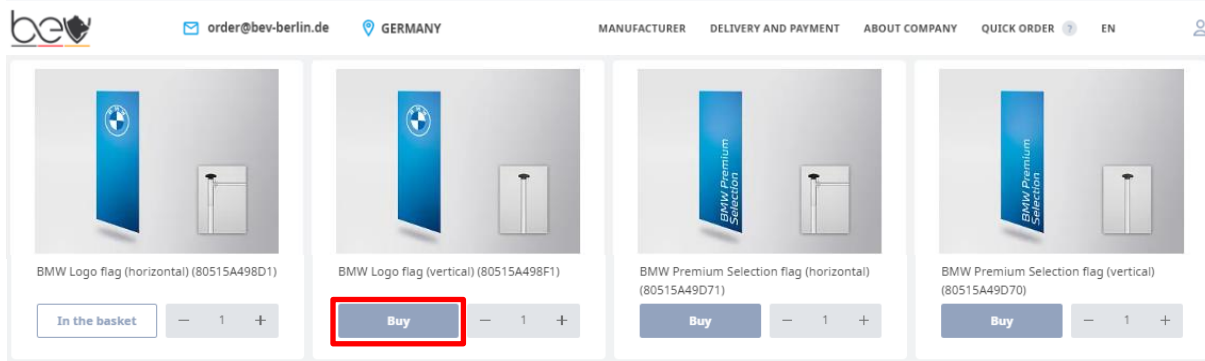 bev
order@bev-berlin.de
GERMANY
MANUFACTURER
DELIVERY AND PAYMENT
ABOUT COMPANY
QUICK ORDER ?
EN
BMW Premium
Selection
BMW Premium
Selection
BMW Logo flag (horizontal) (80515A498D1)
BMW Logo flag (vertical) (80515A498F1)
BMW Premium Selection flag (horizontal)
(80515A49D71)
BMW Premium Selection flag (vertical)
(80515A49D70)
In the basket
− 1 +
Buy
− 1 +
Buy
− 1 +
Buy
− 1 +